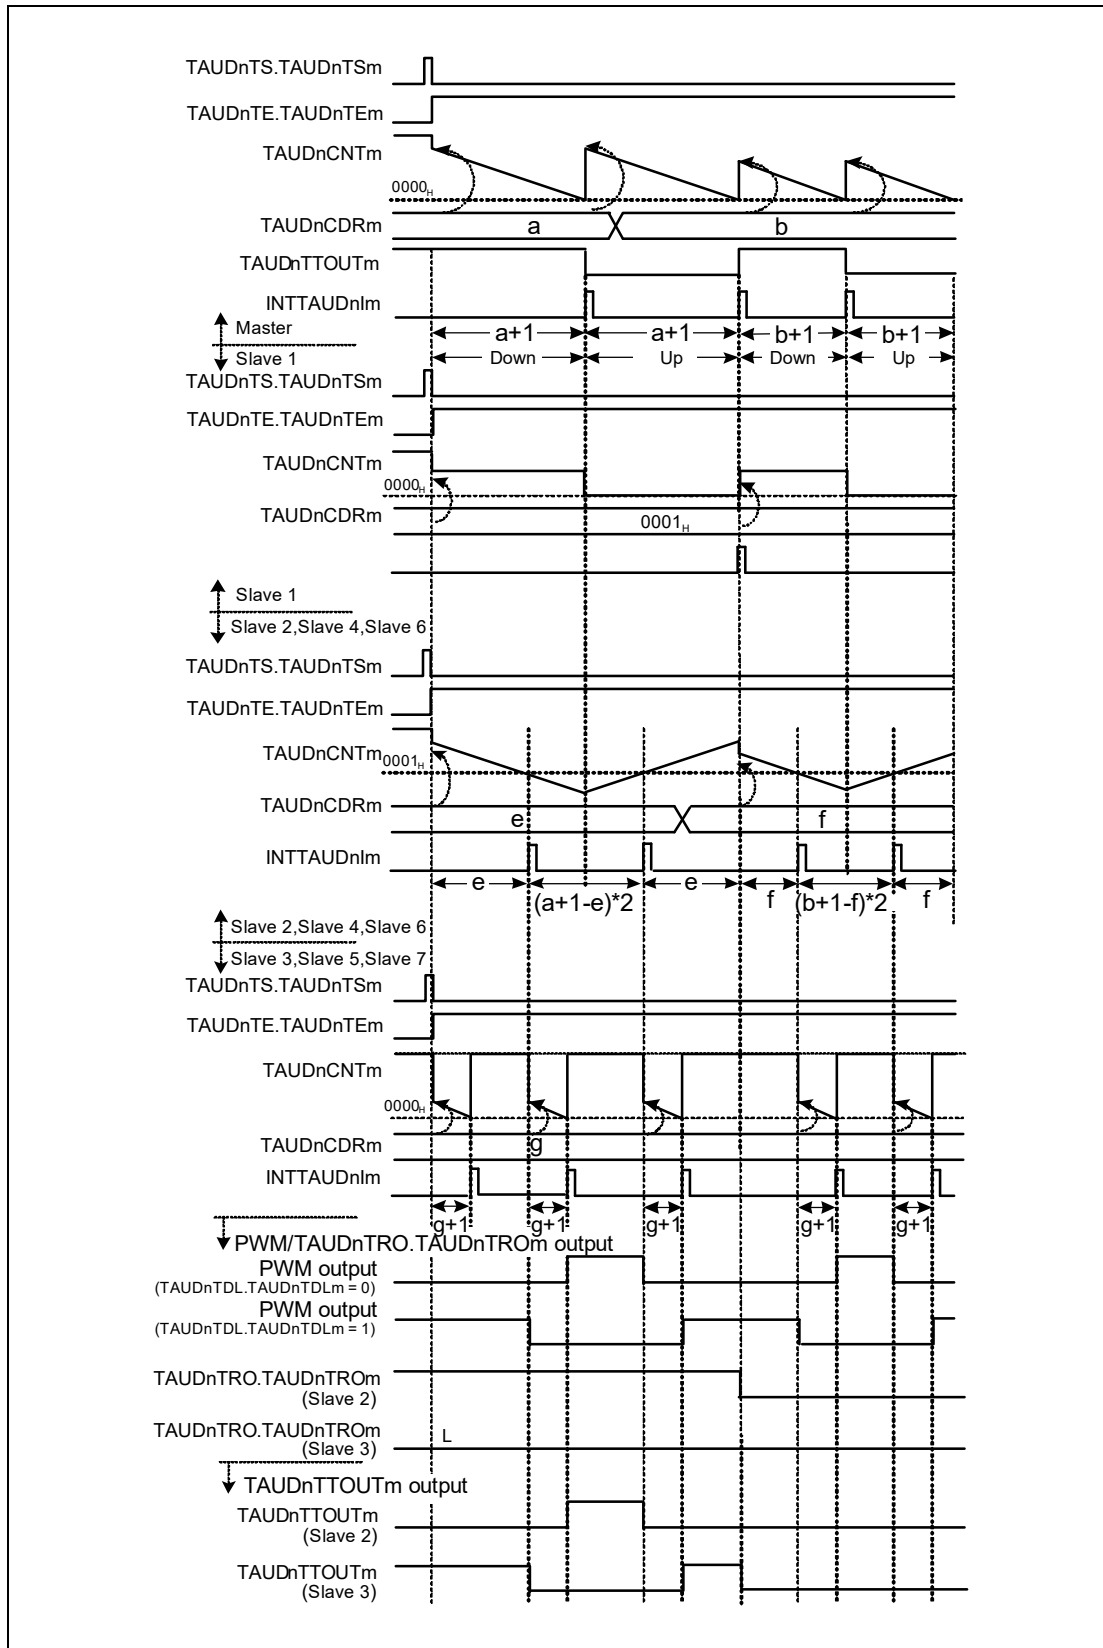 TAUDnTS.TAUDnTSm
TAUDnTE.TAUDnTEm
TAUDnCNTm
0000H
TAUDnCDRm
a
b
TAUDnTTOUTm
INTTAUDnIm
Master
a+1
a+1
b+1
b+1
Slave 1
Down
Up
Down
Up
TAUDnTS.TAUDnTSm
TAUDnTE.TAUDnTEm
TAUDnCNTm
0000H
TAUDnCDRm
0001H
Slave 1
Slave 2,Slave 4,Slave 6
TAUDnTS.TAUDnTSm
TAUDnTE.TAUDnTEm
TAUDnCNTm
0001H
TAUDnCDRm
e
f
INTTAUDnIm
e
(a+1-e)*2
e
f
(b+1-f)*2
f
Slave 2,Slave 4,Slave 6
Slave 3,Slave 5,Slave 7
TAUDnTS.TAUDnTSm
TAUDnTE.TAUDnTEm
TAUDnCNTm
0000H
TAUDnCDRm
g
INTTAUDnIm
g+1
g+1
g+1
g+1
g+1
PWM/TAUDnTRO.TAUDnTROm output
PWM output
(TAUDnTDL.TAUDnTDLm = 0)
PWM output
(TAUDnTDL.TAUDnTDLm = 1)
TAUDnTRO.TAUDnTROm
(Slave 2)
TAUDnTRO.TAUDnTROm
L
(Slave 3)
TAUDnTTOUTm output
TAUDnTTOUTm
(Slave 2)
TAUDnTTOUTm
(Slave 3)